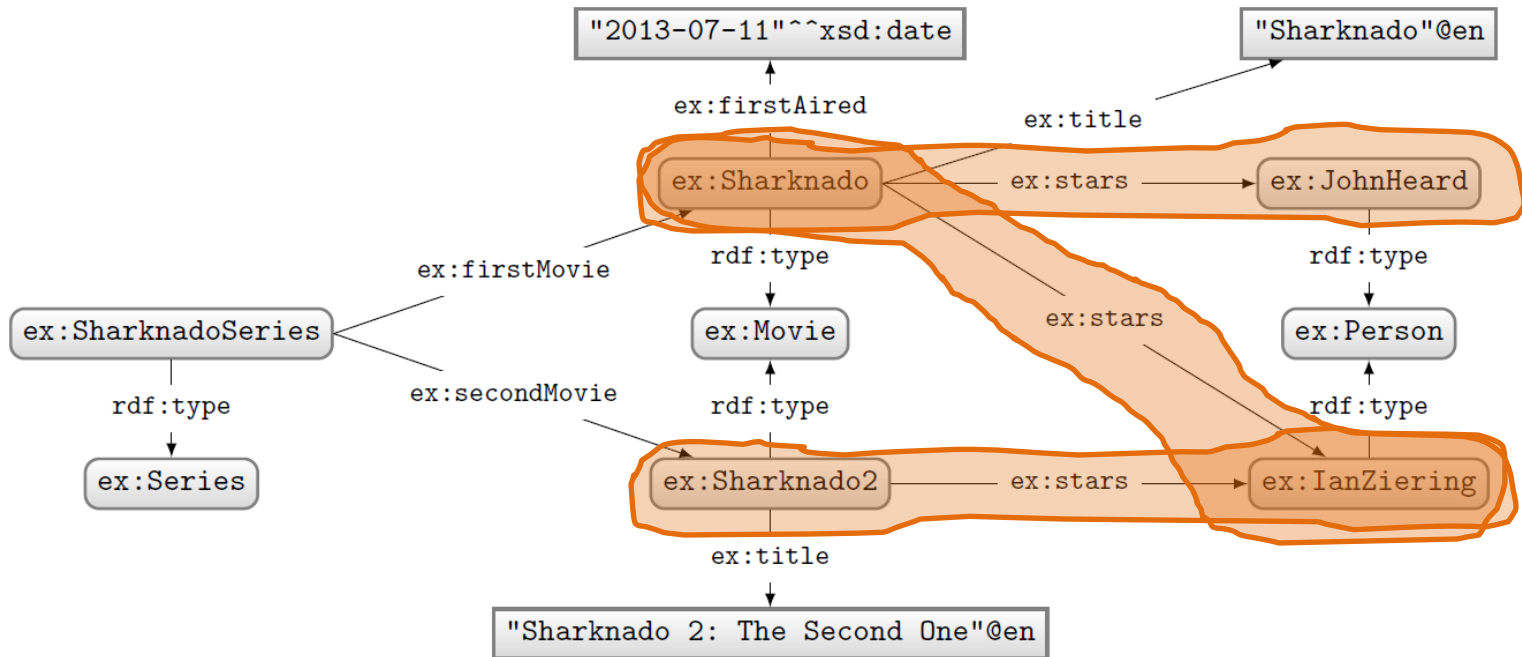 "2013-07-11"^^xsd:date
"Sharknado"@en
ex:firstAired
ex:title
ex:Sharknado
ex:stars
ex:JohnHeard
ex:firstMovie
rdf:type
rdf:type
ex:SharknadoSeries
ex:Movie
ex:stars
ex:Person
ex:secondMovie
rdf:type
rdf:type
rdf:type
ex:Series
ex:Sharknado2
ex:stars
ex:IanZiering
ex:title
"Sharknado 2: The Second One"@en